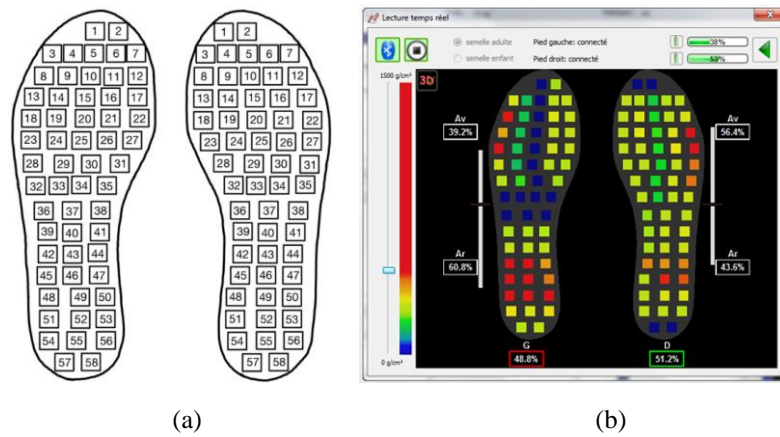 1 2
3 4 5 6 7
8 9 10 11 12
13 14 15 16 17
18 19 20 21 22
23 24 25 26 27
28 29 30 31
32 33 34 35
36 37 38
39 40 41
42 43 44
45 46 47
48 49 50
51 52 53
54 55 56
57 58
1 2
3 4 5 6 7
8 9 10 11 12
13 14 15 16 17
18 19 20 21 22
23 24 25 26 27
28 29 30 31
32 33 34 35
36 37 38
39 40 41
42 43 44
45 46 47
48 49 50
51 52 53
54 55 56
57 58
(a)
Lecture temps réel
semelle adulte Pied gauche: connecté 38%
semelle enfant Pied droit: connecté 53%
1500 g/cm² 3D
Av Av
39.2% 56.4%
Ar Ar
60.8% 43.6%
G D
0 g/cm² 48.8% 51.2%
(b)